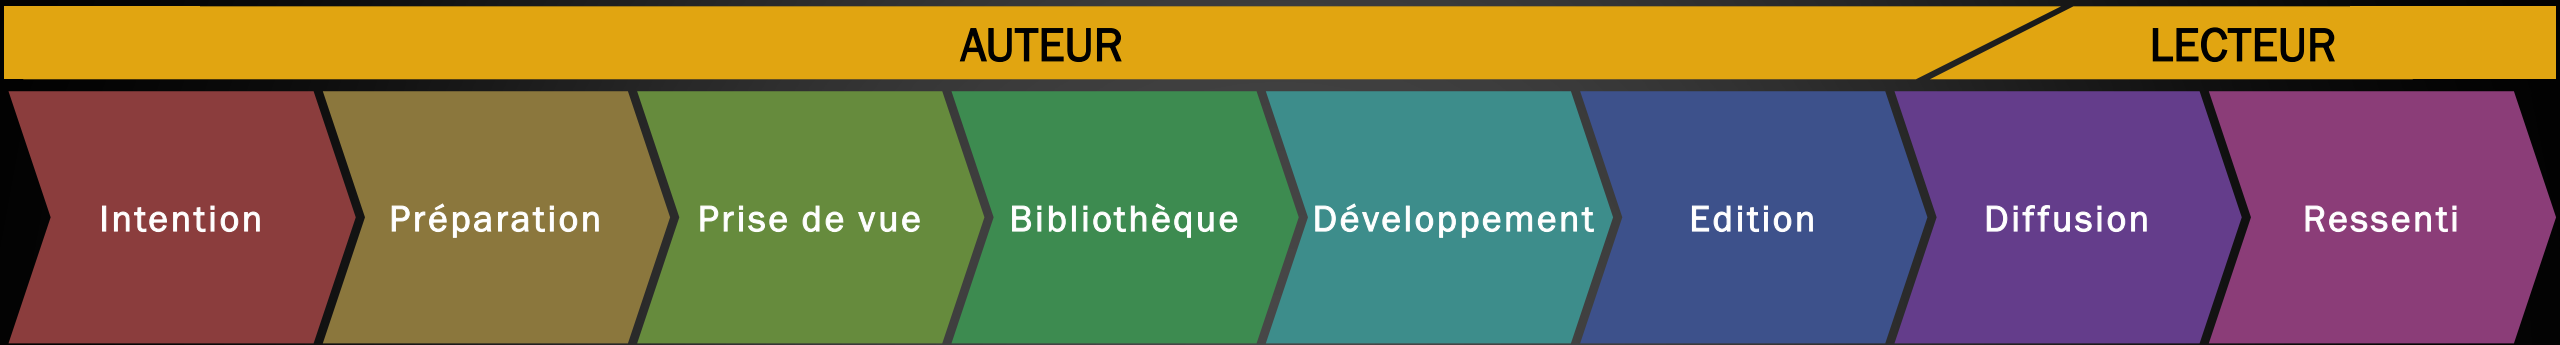 AUTEUR LECTEUR
Intention Préparation Prise de vue Bibliothèque Développement Edition Diffusion Ressenti